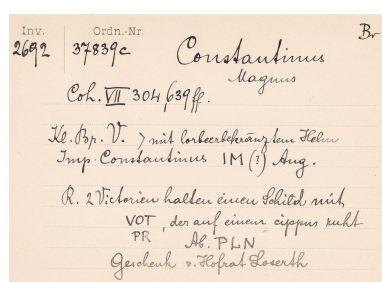 Inv. Ordn.-Nr. Br
2692 37839c Constantinus
Magnus
Coh. VII 304, 639 ff.
Kl. Bp. V. > mit lorbeerbekränztem Helm
Imp. Constantinus IM (?) Aug.
R. 2 Victorien halten einen Schild mit
VOT, der auf einem cippus ruht
PR Ab. PLN
Geschenk v. Hofrat Loserth